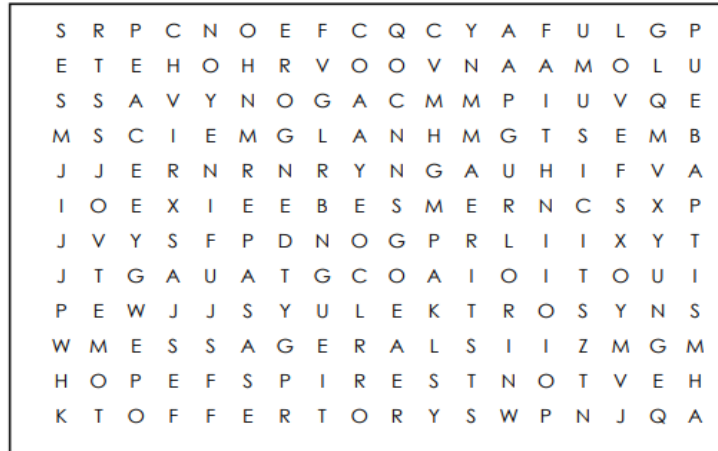 S R P C N O E F C Q C Y A F U L G P
E T E H O H R V O O V N A A M O L U
S S A V Y N O G A C M M P I U V Q E
M S C I E M G L A N H M G T S E M B
J J E R N R N R Y N G A U H I F V A
I O E X I E E B E S M E R N C S X P
J V Y S F P D N O G P R L I I X Y T
J T G A U A T G C O A I O I T O U I
P E W J J S Y U L E K T R O S Y N S
W M E S S A G E R A L S I I Z M G M
H O P E F S P I R E S T N O T V E H
K T O F F E R T O R Y S W P N J Q A